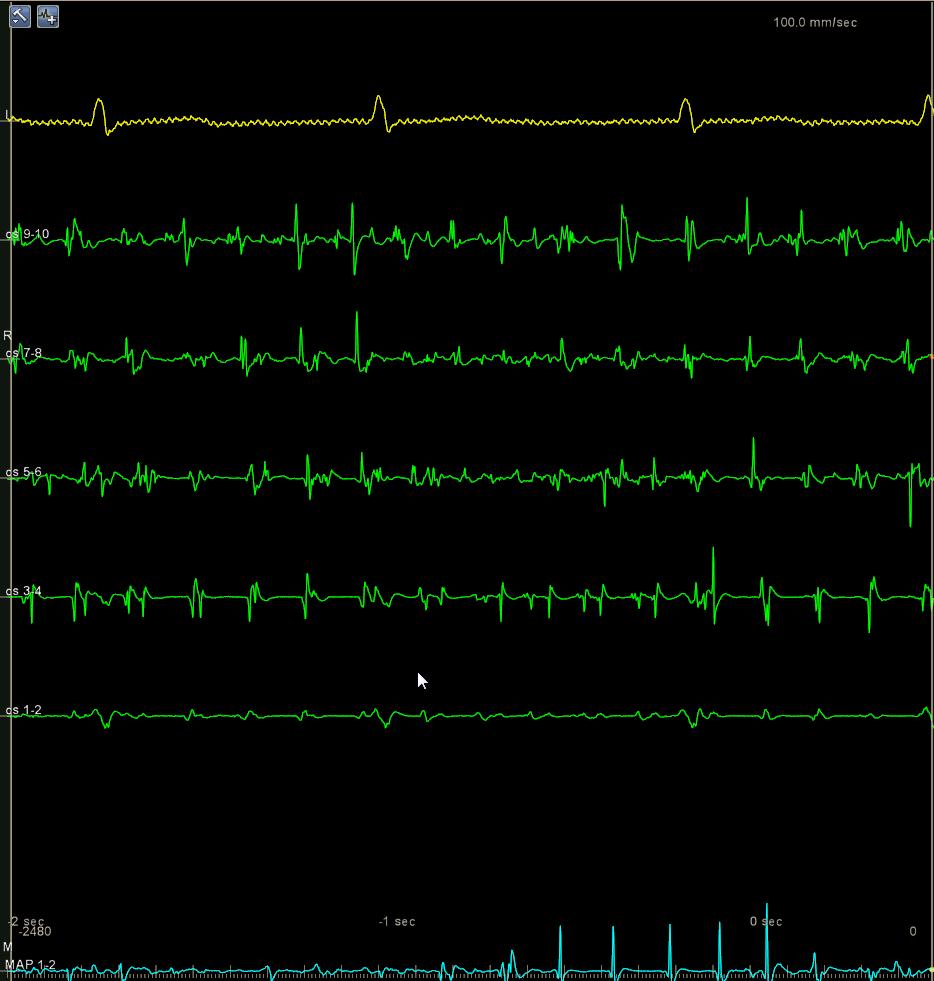 100.0 mm/sec
cs 9-10
R
cs 7-8
cs 5-6
cs 3-4
cs 1-2
-2 sec
-1 sec
0 sec
-2480
0
M
MAP 1-2